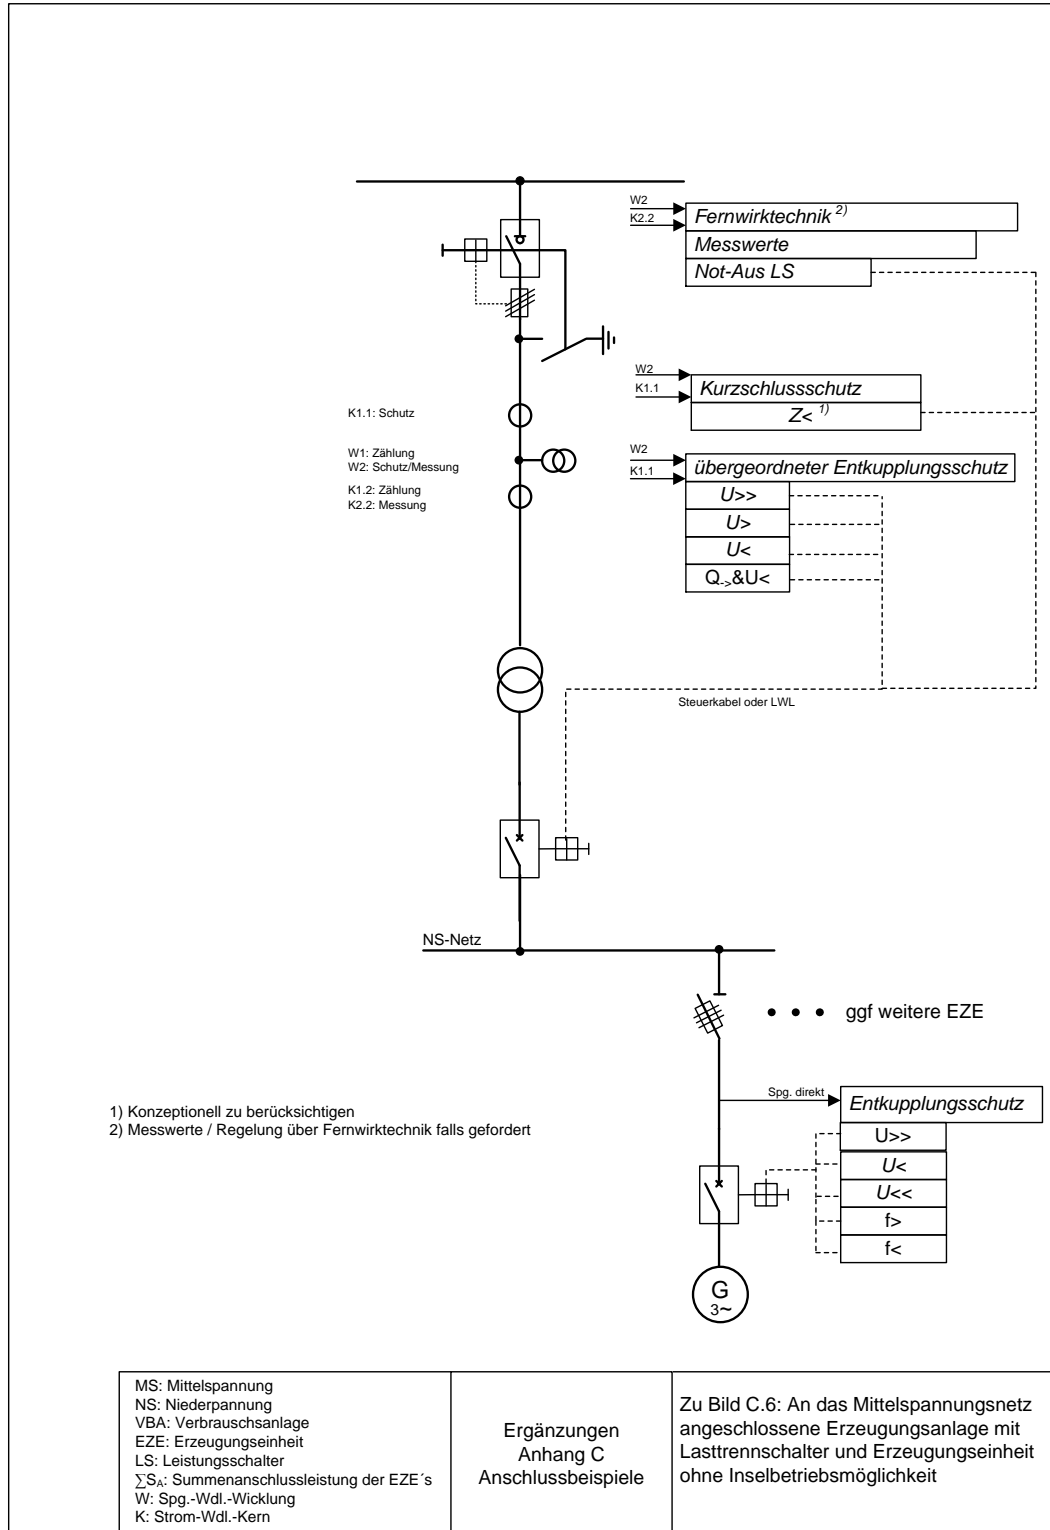 W2
K2.2
Fernwirktechnik 2)
Messwerte
Not-Aus LS
W2
K1.1
Kurzschlussschutz
Z< 1)
K1.1: Schutz
W1: Zählung
W2: Schutz/Messung
K1.2: Zählung
K2.2: Messung
W2
K1.1
übergeordneter Entkupplungsschutz
U>>
U>
U<
Q->&U<
Steuerkabel oder LWL
NS-Netz
ggf weitere EZE
Spg. direkt
Entkupplungsschutz
U>>
U<
U<<
f>
f<
G
3~
1) Konzeptionell zu berücksichtigen
2) Messwerte / Regelung über Fernwirktechnik falls gefordert
MS: Mittelspannung
NS: Niederpannung
VBA: Verbrauschsanlage
EZE: Erzeugungseinheit
LS: Leistungsschalter
∑SA: Summenanschlussleistung der EZE´s
W: Spg.-Wdl.-Wicklung
K: Strom-Wdl.-Kern
Ergänzungen
Anhang C
Anschlussbeispiele
Zu Bild C.6: An das Mittelspannungsnetz
angeschlossene Erzeugungsanlage mit
Lasttrennschalter und Erzeugungseinheit
ohne Inselbetriebsmöglichkeit